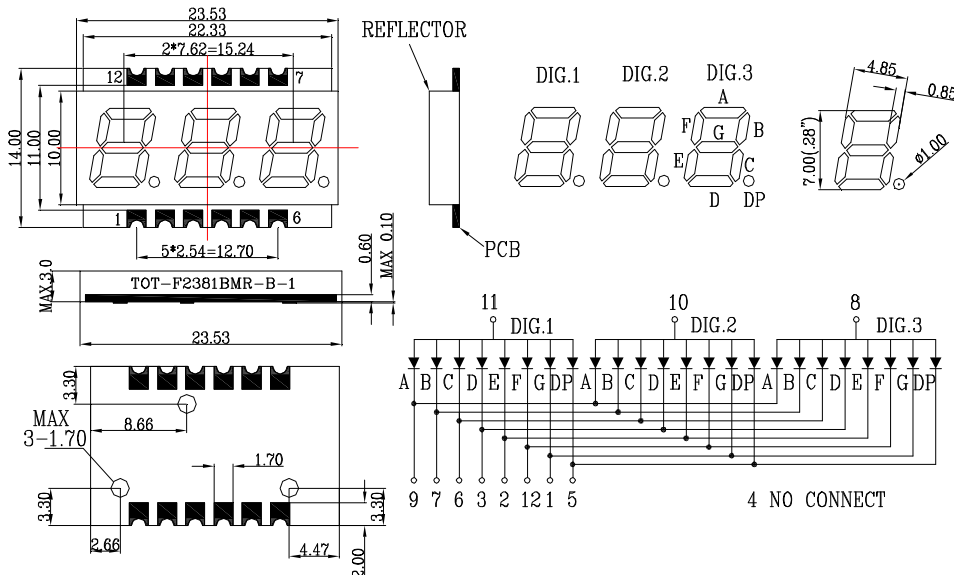 23.53
22.33
2*7.62=15.24
12
7
14.00
11.00
10.00
1
6
5*2.54=12.70
REFLECTOR
PCB
DIG.1
DIG.2
DIG.3
A
F
G
B
E
C
D
DP
4.85
0.85
7.00(.28")
ø1.00
MAX3.0
TOT-F2381BMR-B-1
0.60
MAX 0.10
23.53
3.30
8.66
MAX
3-1.70
1.70
3.30
3.30
2.66
4.47
2.00
11
10
8
DIG.1
DIG.2
DIG.3
A B C D E F G DP A B C D E F G DP A B C D E F G DP
9 7 6 3 2 12 1 5
4 NO CONNECT